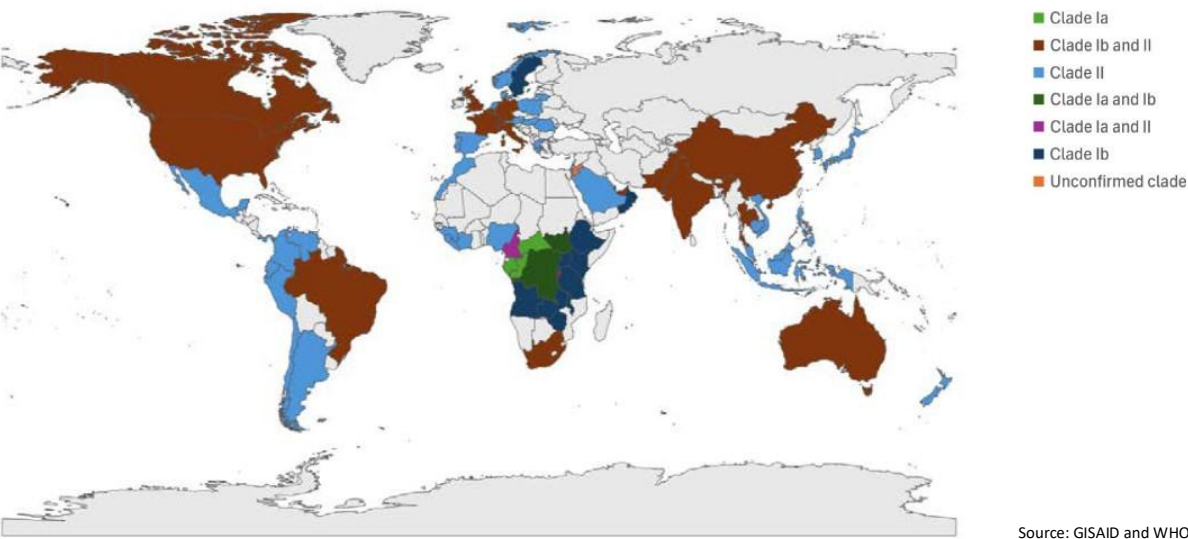 Clade Ia
Clade Ib and II
Clade II
Clade Ia and Ib
Clade Ia and II
Clade Ib
Unconfirmed clade
Source: GISAID and WHO